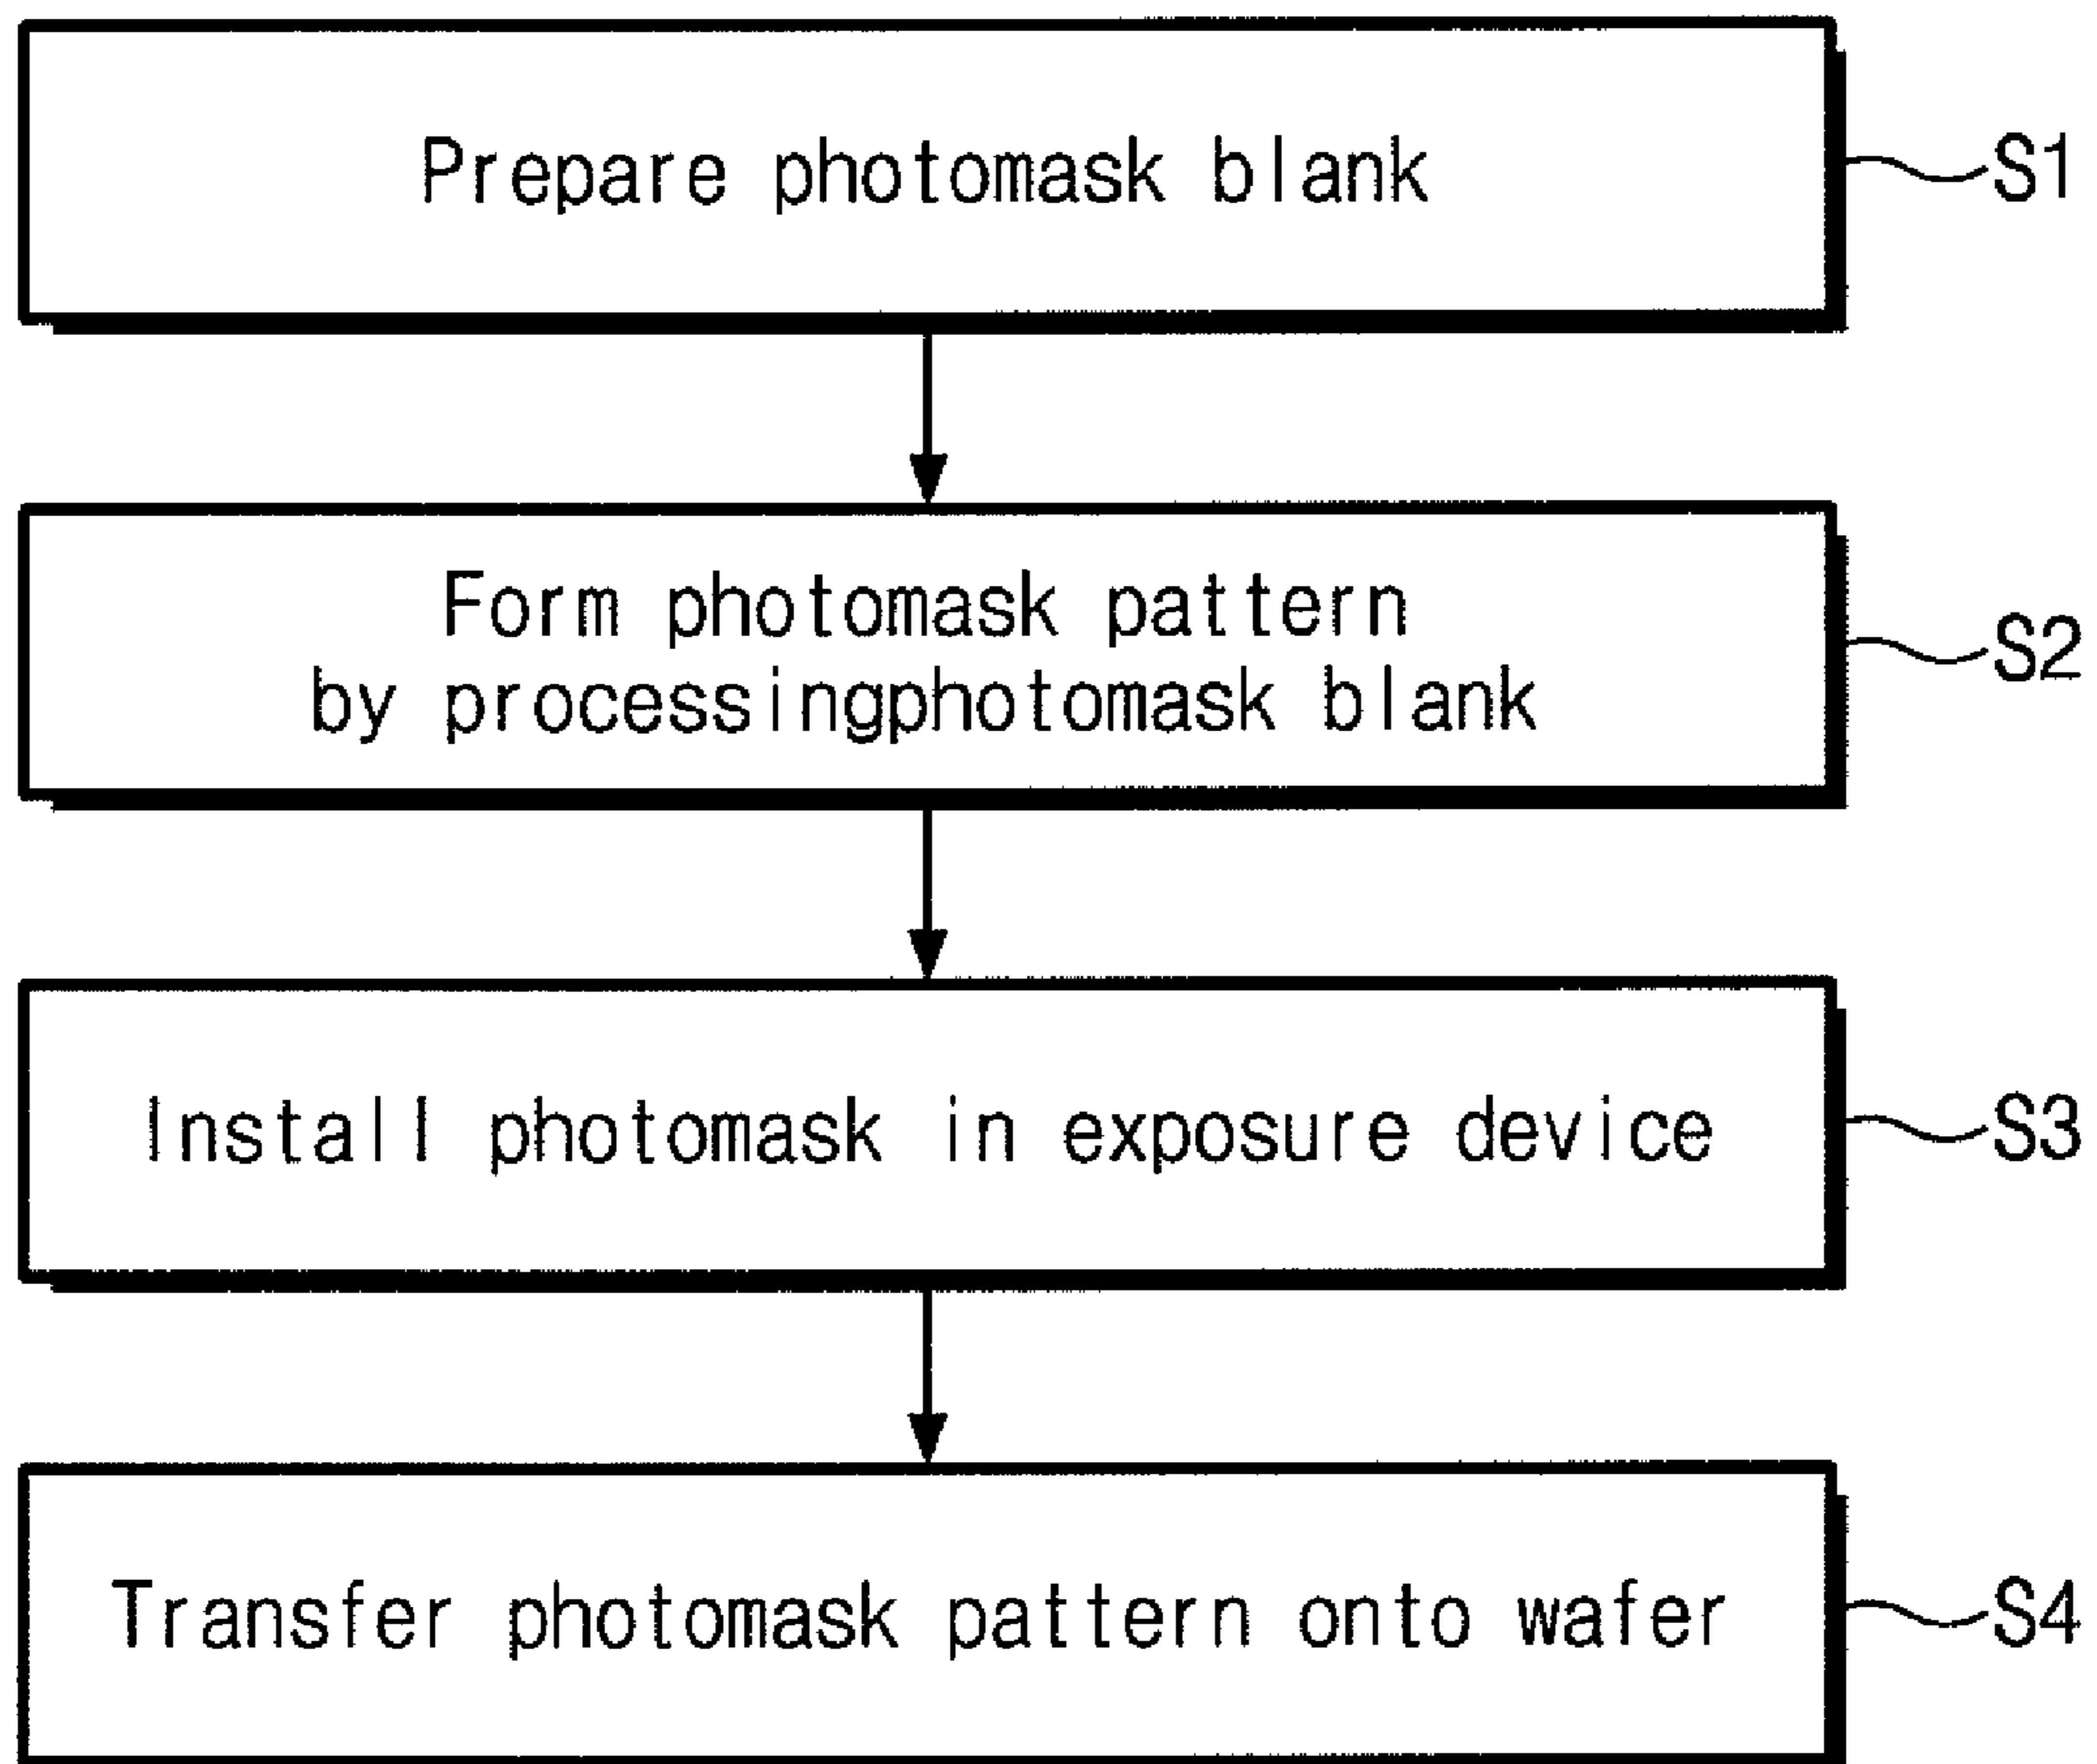 Prepare photomask blank
S1
Form photomask pattern
by processingphotomask blank
S2
Install photomask in exposure device
S3
Transfer photomask pattern onto wafer
S4